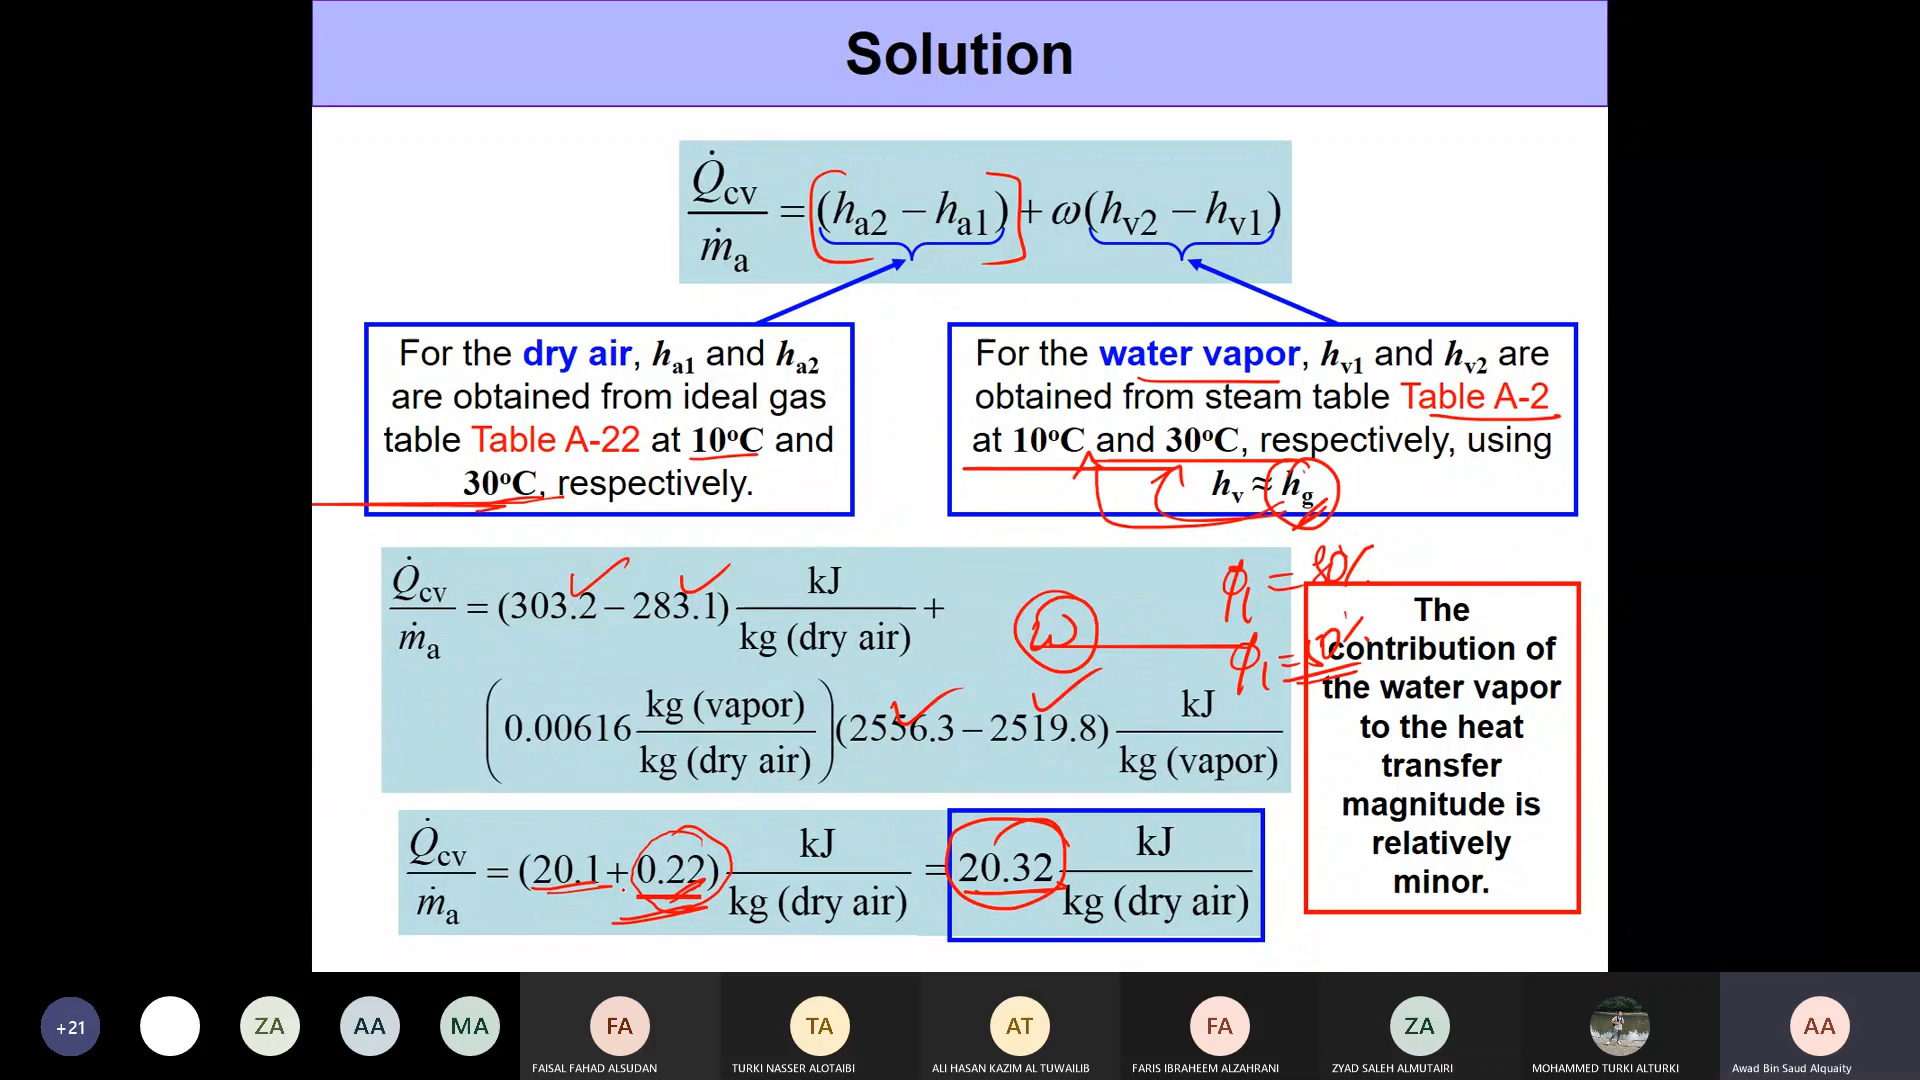 Solution
Q̇cv / ṁa = (ha2 − ha1) + ω(hv2 − hv1)
For the dry air, ha1 and ha2
are obtained from ideal gas
table Table A-22 at 10ᵒC and
30ᵒC, respectively.
For the water vapor, hv1 and hv2 are
obtained from steam table Table A-2
at 10ᵒC and 30ᵒC, respectively, using
hv ≈ hg
Q̇cv / ṁa = (303.2 − 283.1) kJ / kg (dry air) +
ω
ϕ1 =
ϕ1 =
(0.00616 kg (vapor) / kg (dry air)) (2556.3 − 2519.8) kJ / kg (vapor)
The
contribution of
the water vapor
to the heat
transfer
magnitude is
relatively
minor.
Q̇cv / ṁa = (20.1 + 0.22) kJ / kg (dry air) = 20.32 kJ / kg (dry air)
+21
ZA
AA
MA
FA
TA
AT
FA
ZA
AA
FAISAL FAHAD ALSUDAN
TURKI NASSER ALOTAIBI
ALI HASAN KAZIM AL TUWAILIB
FARIS IBRAHEEM ALZAHRANI
ZYAD SALEH ALMUTAIRI
MOHAMMED TURKI ALTURKI
Awad Bin Saud Alquaity